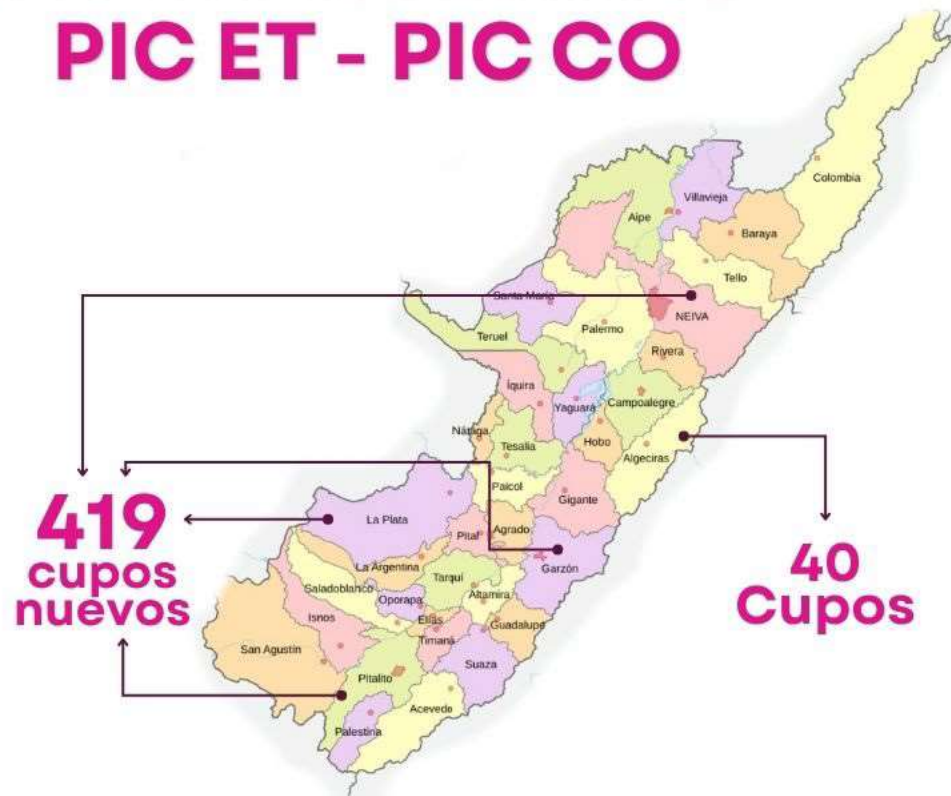 PIC ET - PIC CO
Colombia
Villavieja
Aipe
Baraya
Tello
Santa María
NEIVA
Palermo
Teruel
Rivera
Íquira
Yaguará
Campoalegre
Nátaga
Hobo
Tesalia
Algeciras
Paicol
Gigante
419
cupos
nuevos
La Plata
Pital
Agrado
Garzón
40
Cupos
La Argentina
Tarqui
Saladoblanco
Oporapa
Altamira
Isnos
Elías
Guadalupe
Timaná
San Agustín
Suaza
Pitalito
Acevedo
Palestina